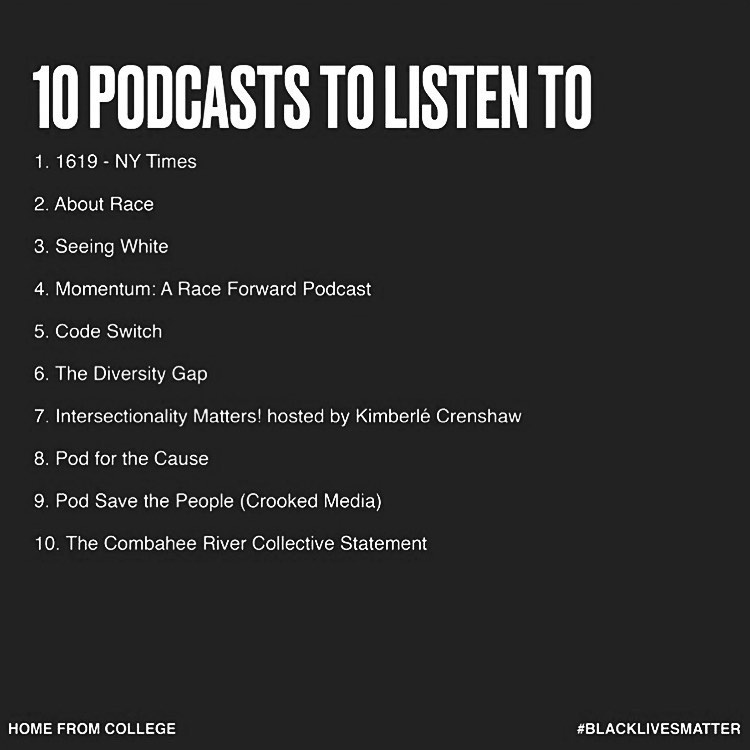 10 PODCASTS TO LISTEN TO
1. 1619 - NY Times
2. About Race
3. Seeing White
4. Momentum: A Race Forward Podcast
5. Code Switch
6. The Diversity Gap
7. Intersectionality Matters! hosted by Kimberlé Crenshaw
8. Pod for the Cause
9. Pod Save the People (Crooked Media)
10. The Combahee River Collective Statement
HOME FROM COLLEGE
#BLACKLIVESMATTER